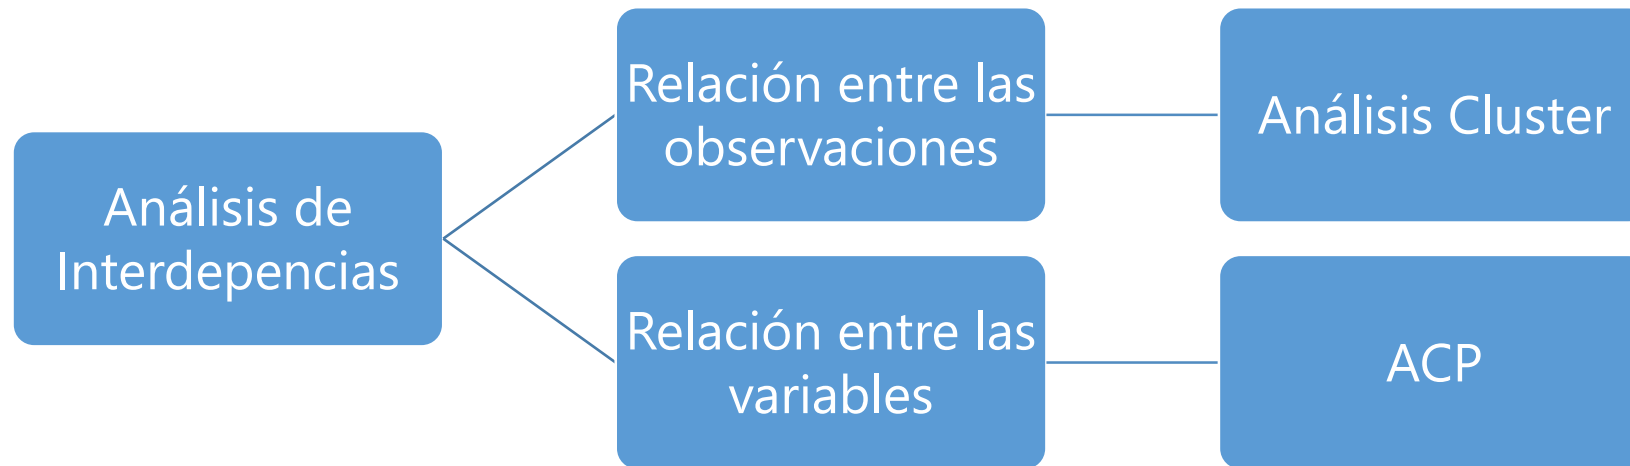 Análisis de
Interdepencias
Relación entre las
observaciones
Análisis Cluster
Relación entre las
variables
ACP